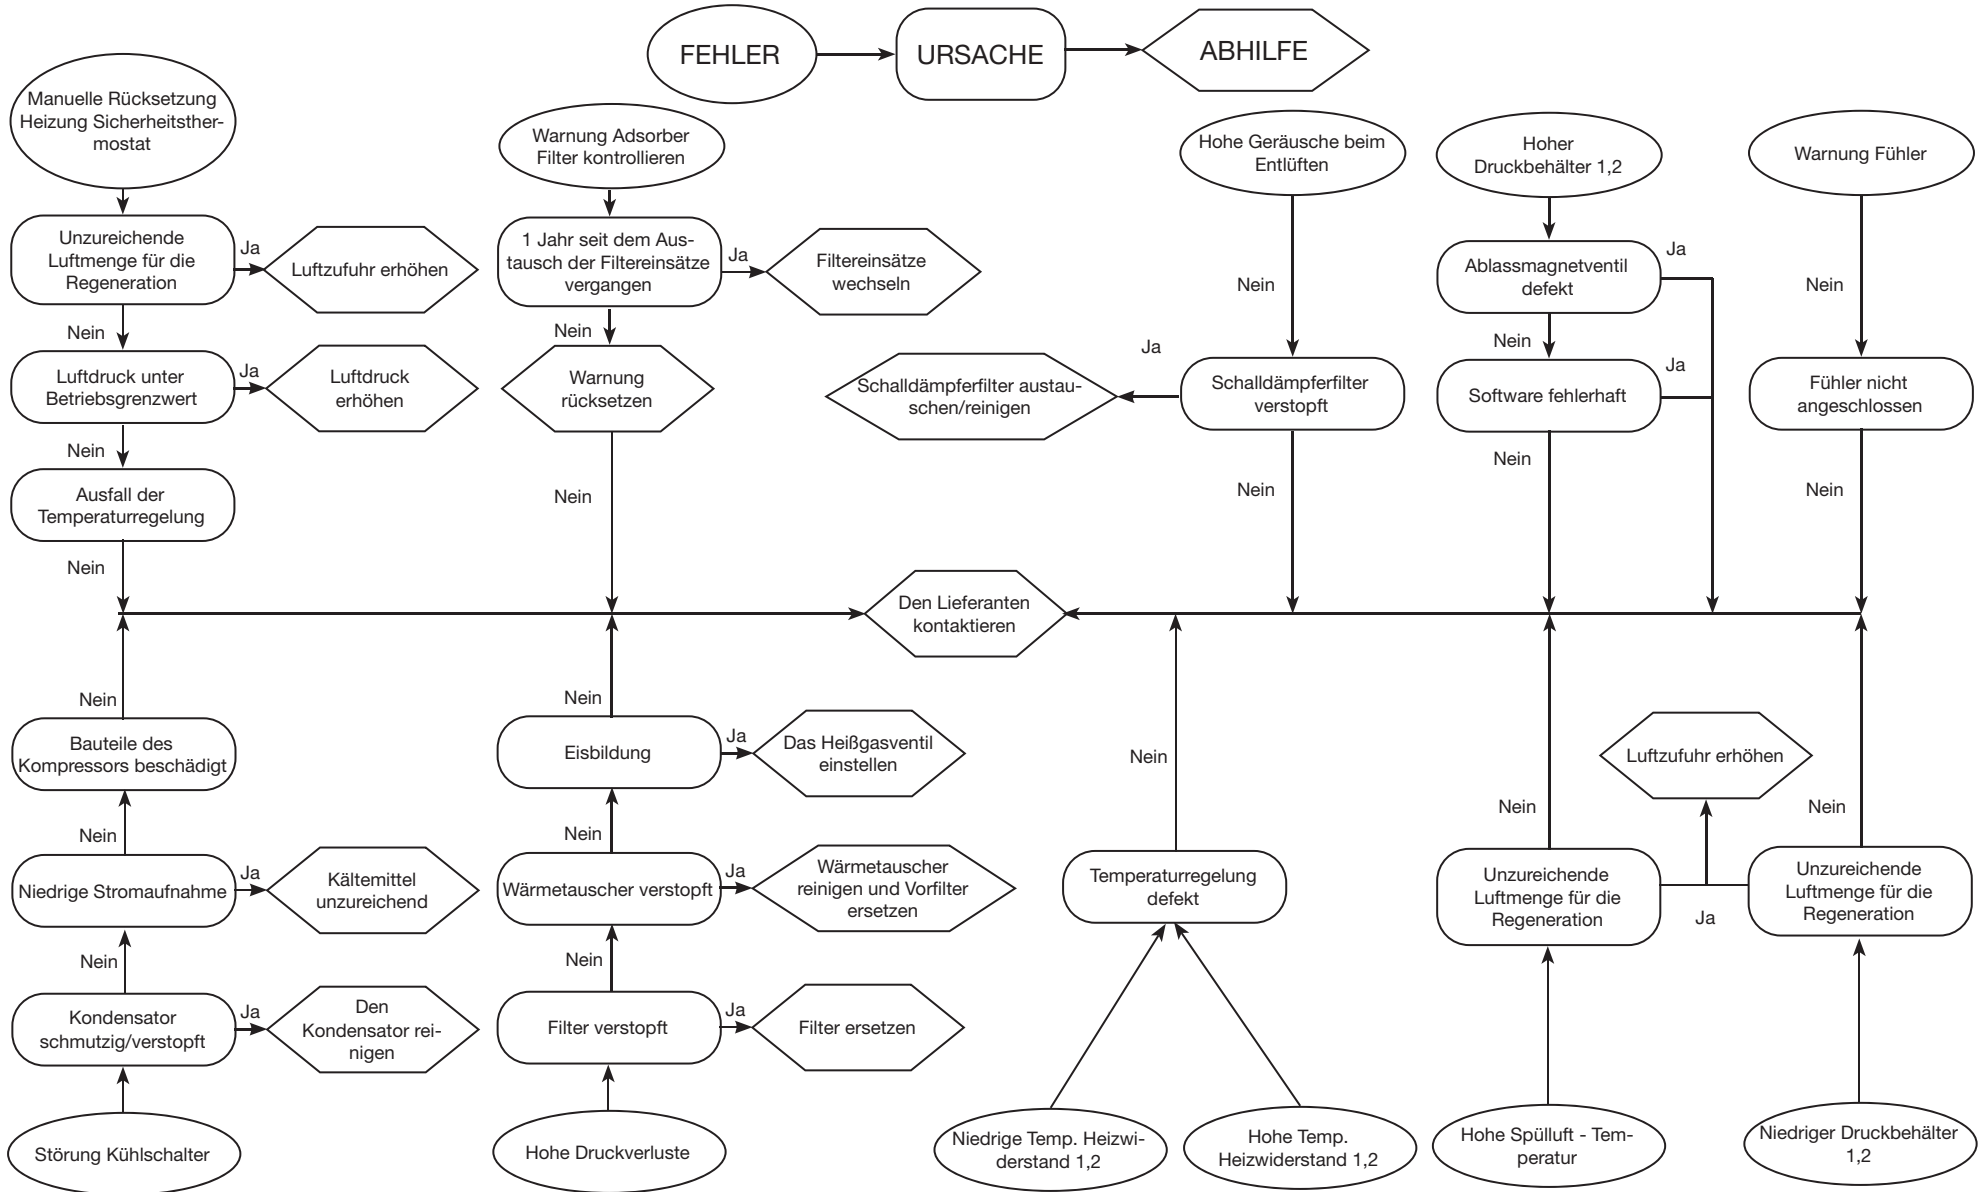 FEHLER
URSACHE
ABHILFE
Manuelle Rücksetzung
Heizung Sicherheitsther-
mostat
Unzureichende
Luftmenge für die
Regeneration
Ja
Luftzufuhr erhöhen
Nein
Luftdruck unter
Betriebsgrenzwert
Ja
Luftdruck
erhöhen
Nein
Ausfall der
Temperaturregelung
Nein
Warnung Adsorber
Filter kontrollieren
1 Jahr seit dem Aus-
tausch der Filtereinsätze
vergangen
Ja
Filtereinsätze
wechseln
Nein
Warnung
rücksetzen
Nein
Hohe Geräusche beim
Entlüften
Nein
Schalldämpferfilter
verstopft
Ja
Schalldämpferfilter austau-
schen/reinigen
Nein
Hoher
Druckbehälter 1,2
Ablassmagnetventil
defekt
Ja
Nein
Software fehlerhaft
Ja
Nein
Warnung Fühler
Nein
Fühler nicht
angeschlossen
Nein
Den Lieferanten
kontaktieren
Nein
Bauteile des
Kompressors beschädigt
Nein
Niedrige Stromaufnahme
Ja
Kältemittel
unzureichend
Nein
Kondensator
schmutzig/verstopft
Ja
Den
Kondensator rei-
nigen
Störung Kühlschalter
Nein
Eisbildung
Ja
Das Heißgasventil
einstellen
Nein
Wärmetauscher verstopft
Ja
Wärmetauscher
reinigen und Vorfilter
ersetzen
Nein
Filter verstopft
Ja
Filter ersetzen
Hohe Druckverluste
Nein
Temperaturregelung
defekt
Niedrige Temp. Heizwi-
derstand 1,2
Hohe Temp.
Heizwiderstand 1,2
Nein
Unzureichende
Luftmenge für die
Regeneration
Hohe Spülluft - Tem-
peratur
Luftzufuhr erhöhen
Ja
Nein
Unzureichende
Luftmenge für die
Regeneration
Niedriger Druckbehälter
1,2